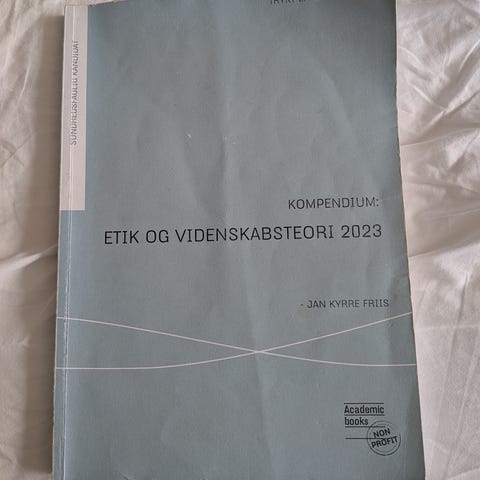 SUNDHEDSFAGLIG KANDIDAT
KOMPENDIUM:
ETIK OG VIDENSKABSTEORI 2023
- JAN KYRRE FRIIS
Academic
books
NON
PROFIT